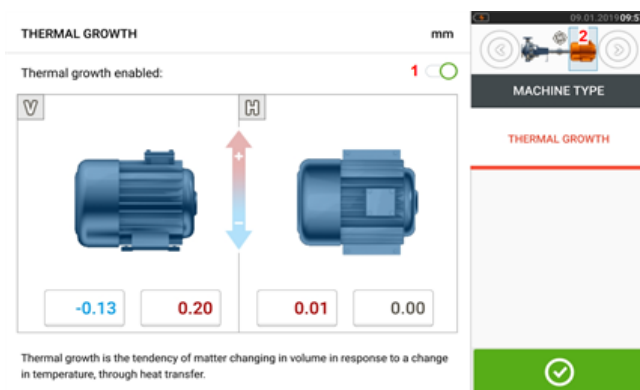 09.01.2019 09:5
THERMAL GROWTH
mm
Thermal growth enabled:
1
2
MACHINE TYPE
THERMAL GROWTH
V
H
+
-
-0.13
0.20
0.01
0.00
Thermal growth is the tendency of matter changing in volume in response to a change
in temperature, through heat transfer.